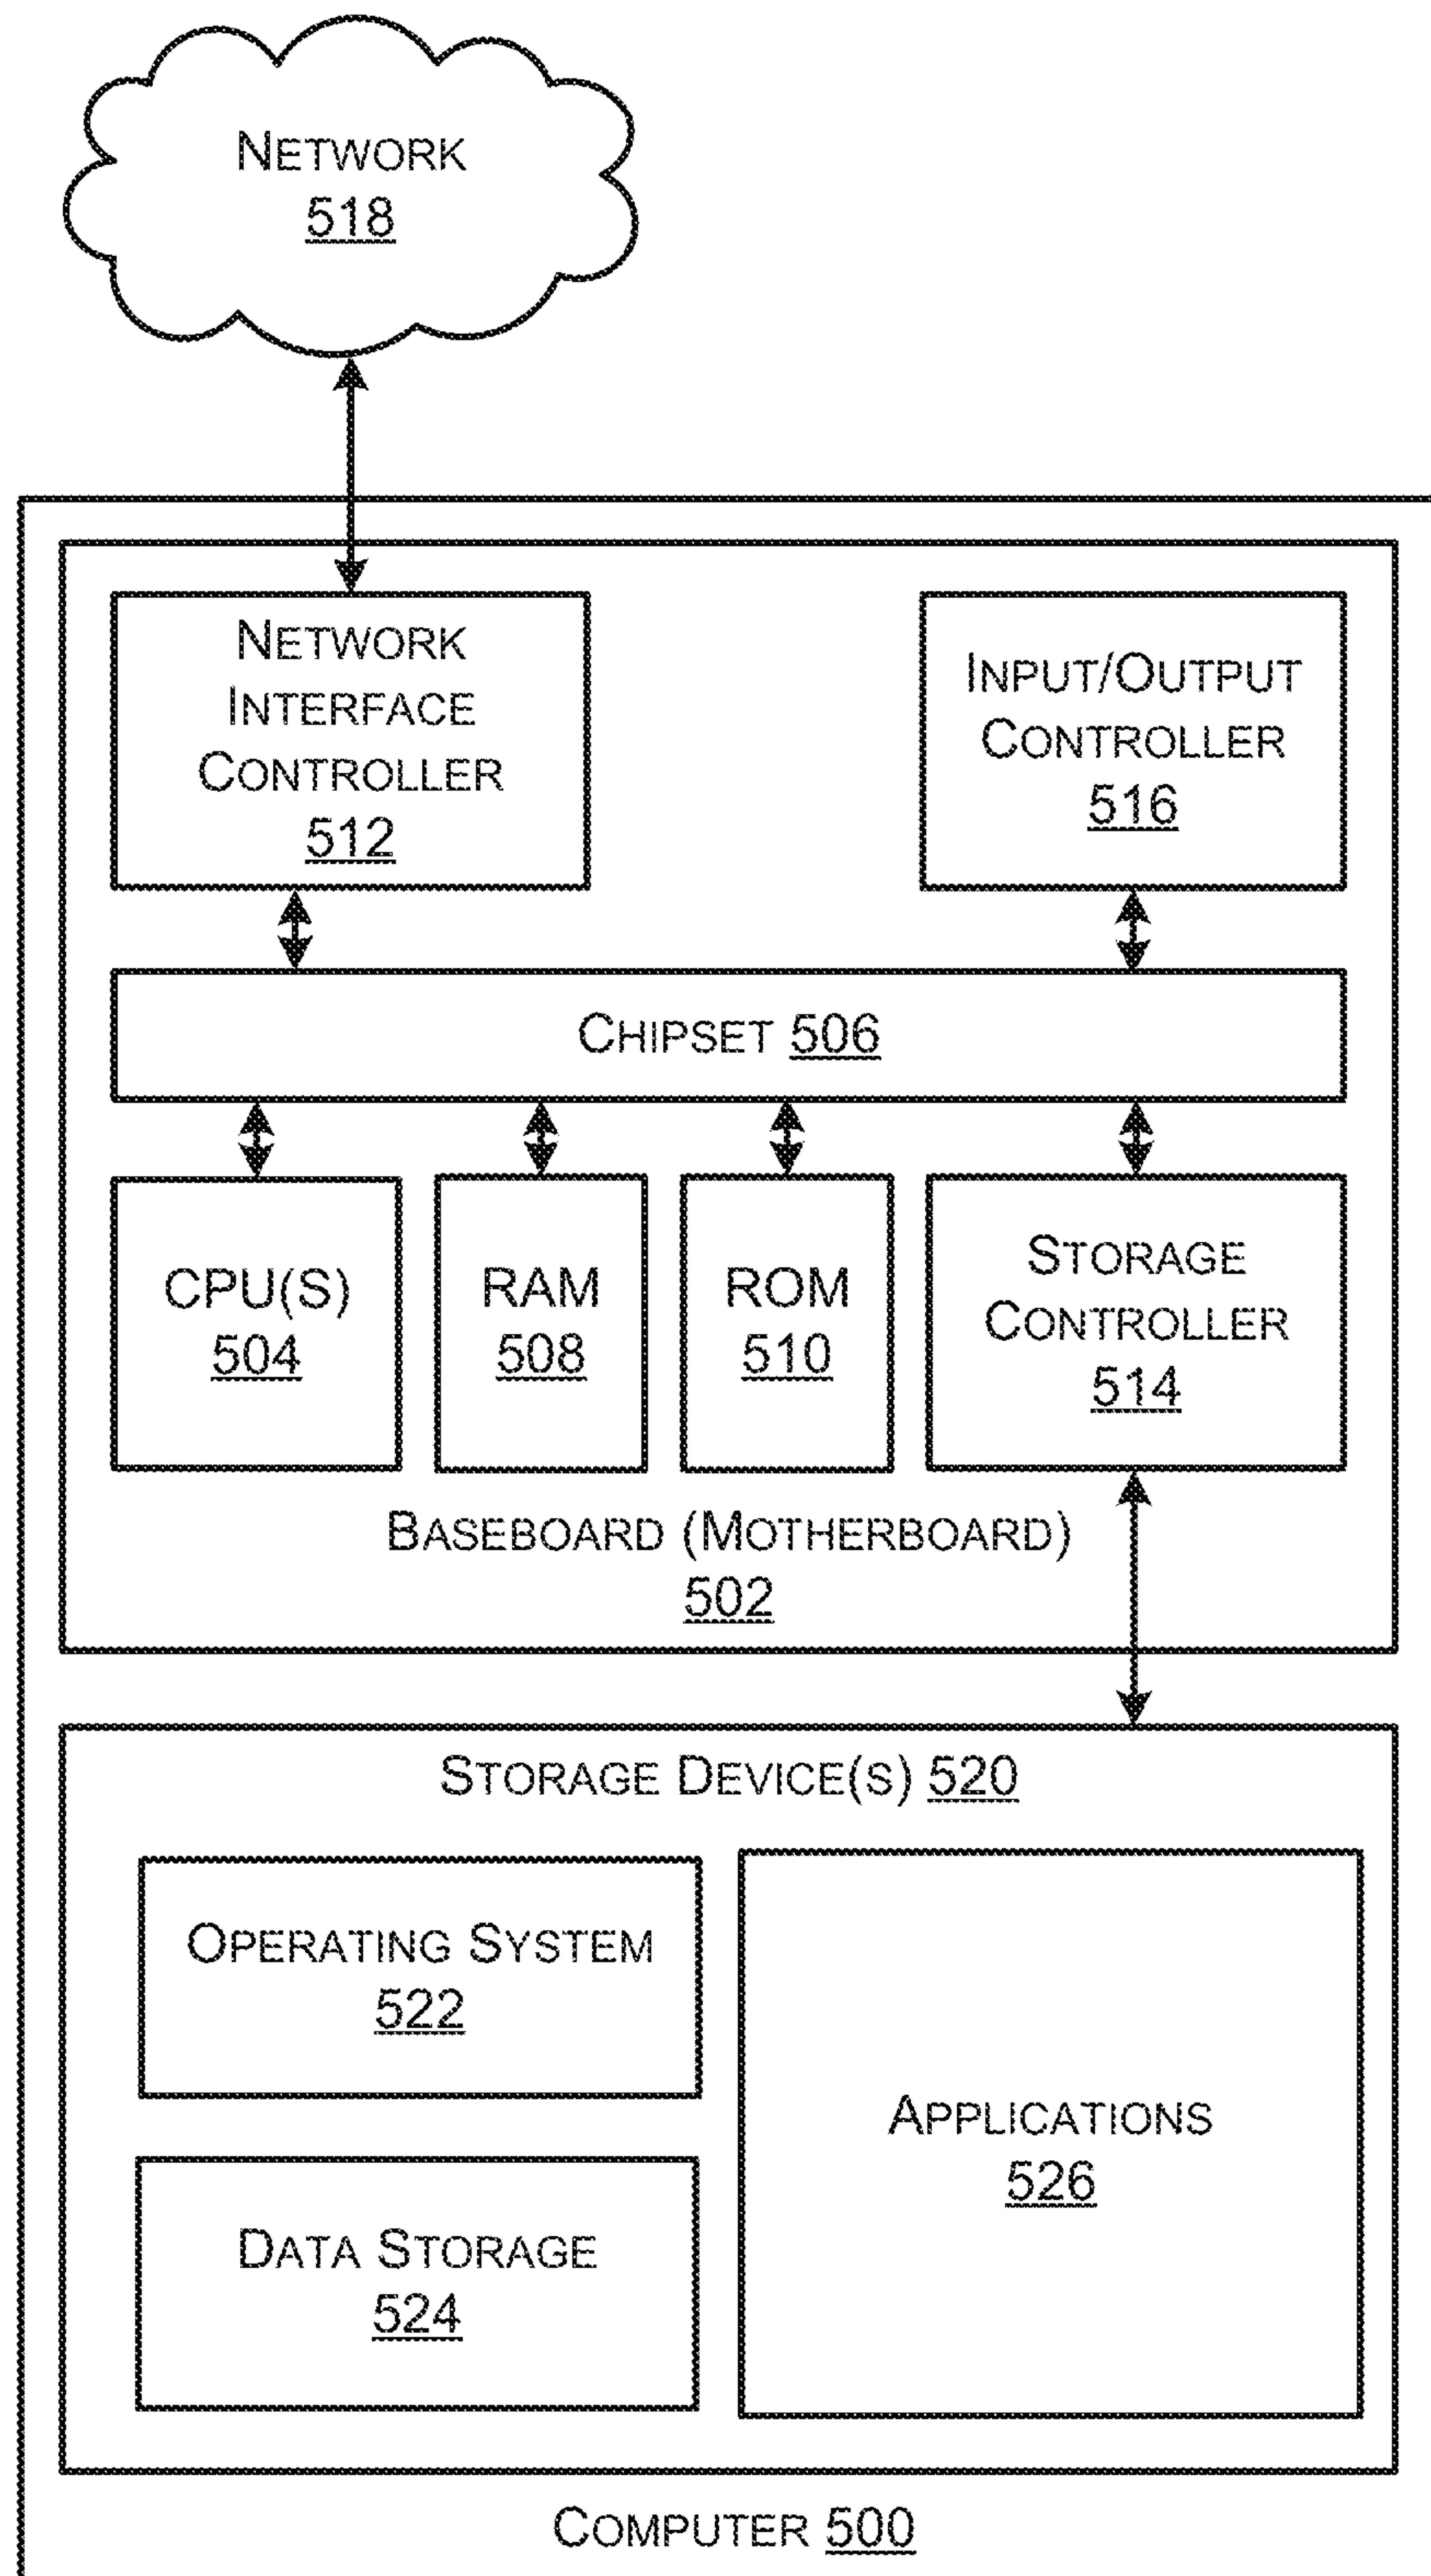 NETWORK
518
NETWORK
INTERFACE
CONTROLLER
512
INPUT/OUTPUT
CONTROLLER
516
CHIPSET 506
CPU(S)
504
RAM
508
ROM
510
STORAGE
CONTROLLER
514
BASEBOARD (MOTHERBOARD)
502
STORAGE DEVICE(S) 520
OPERATING SYSTEM
522
DATA STORAGE
524
APPLICATIONS
526
COMPUTER 500